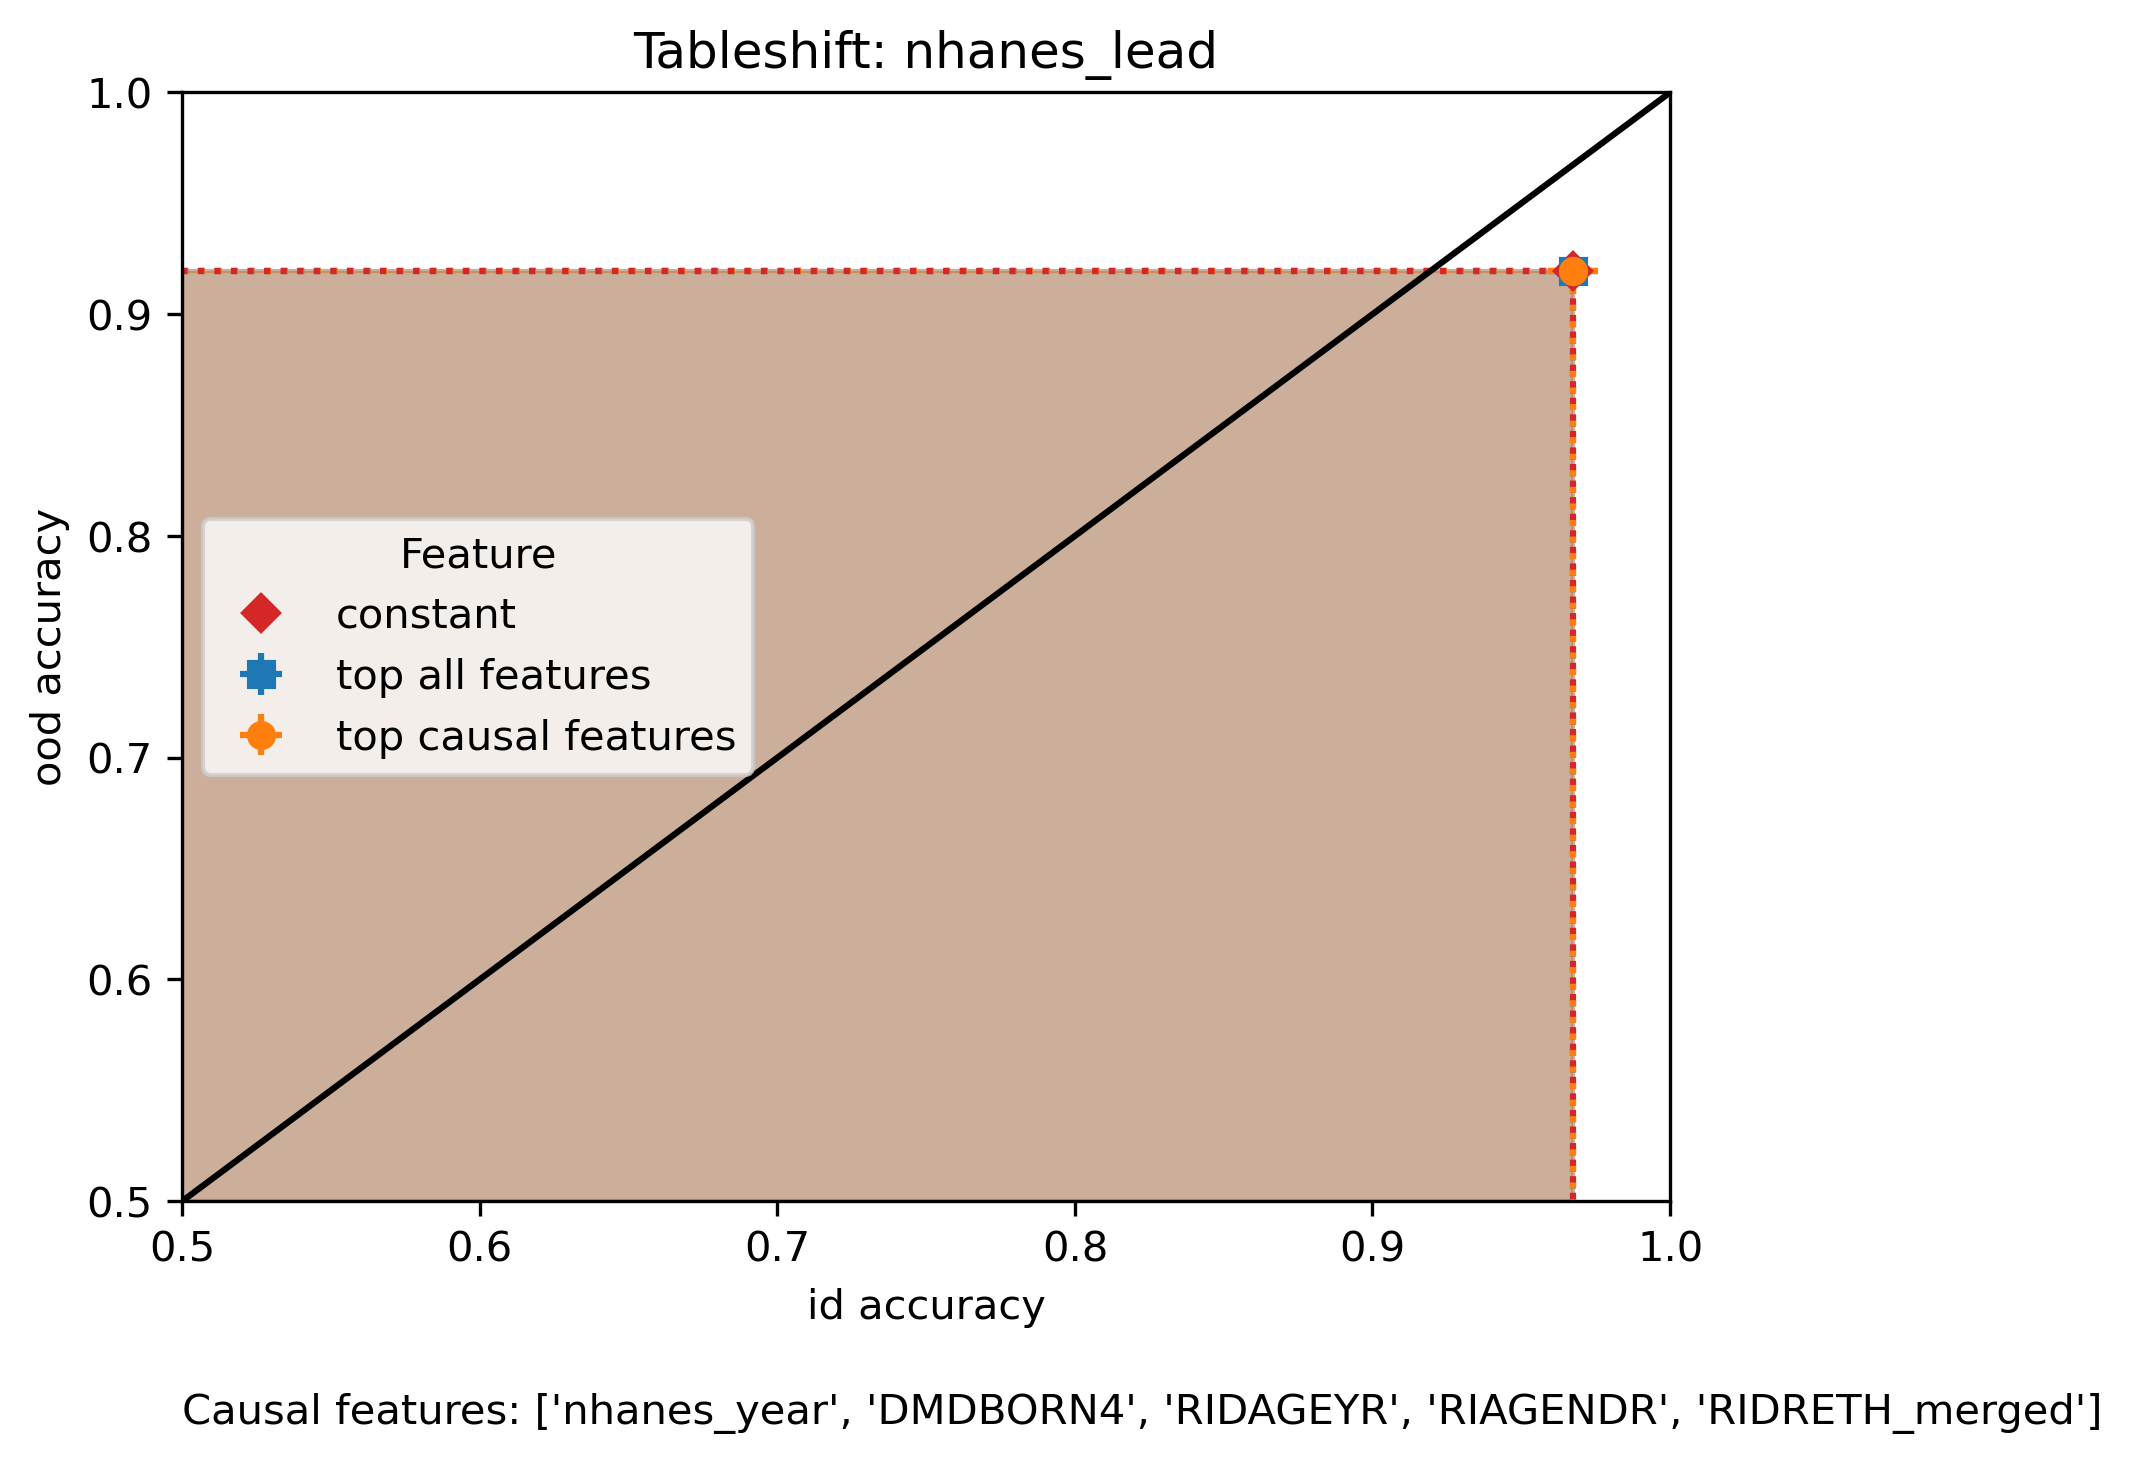 Tableshift: nhanes_lead
1.0
0.9
0.8
0.7
0.6
0.5
ood accuracy
Feature
constant
top all features
top causal features
0.5 0.6 0.7 0.8 0.9 1.0
id accuracy
Causal features: ['nhanes_year', 'DMDBORN4', 'RIDAGEYR', 'RIAGENDR', 'RIDRETH_merged']